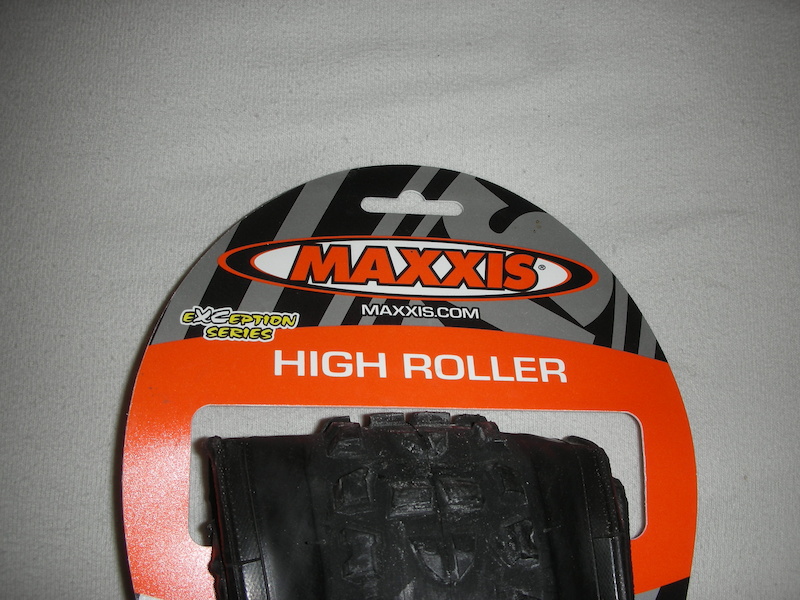 MAXXIS®
MAXXIS.COM
eXCEPTION
SERIES
HIGH ROLLER